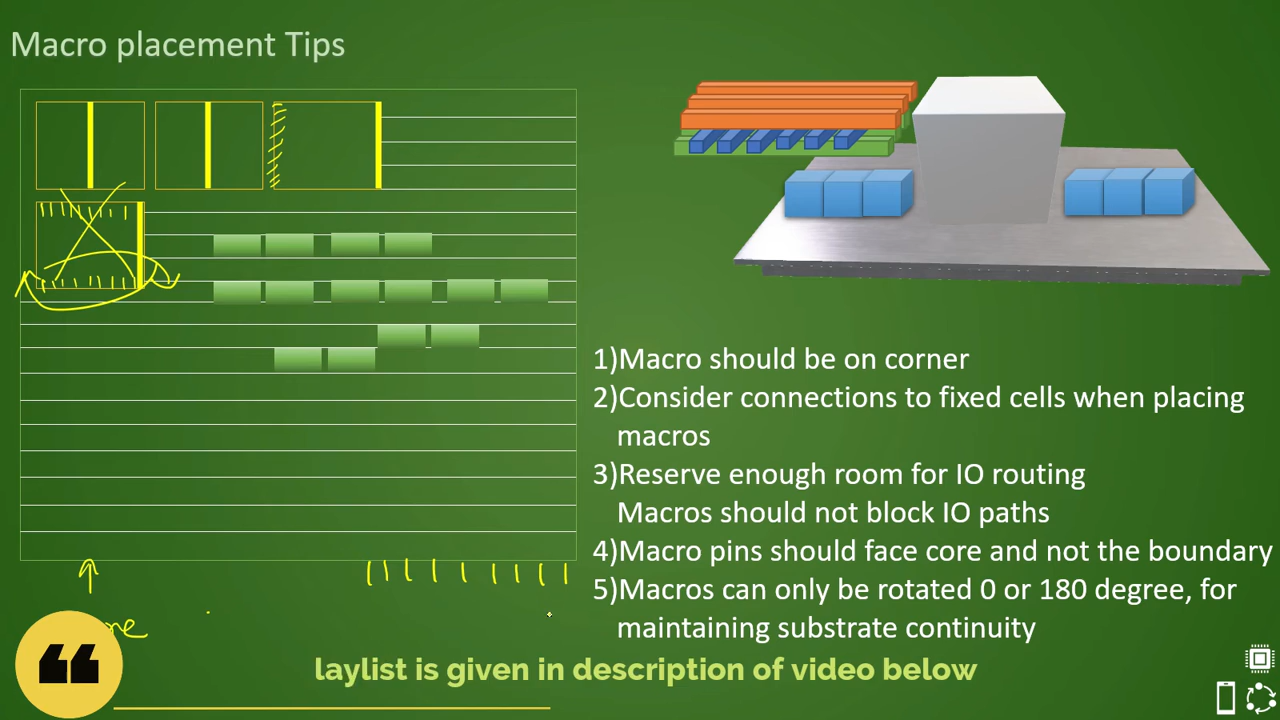 Macro placement Tips
1)Macro should be on corner
2)Consider connections to fixed cells when placing
macros
3)Reserve enough room for IO routing
Macros should not block IO paths
4)Macro pins should face core and not the boundary
5)Macros can only be rotated 0 or 180 degree, for
maintaining substrate continuity
laylist is given in description of video below